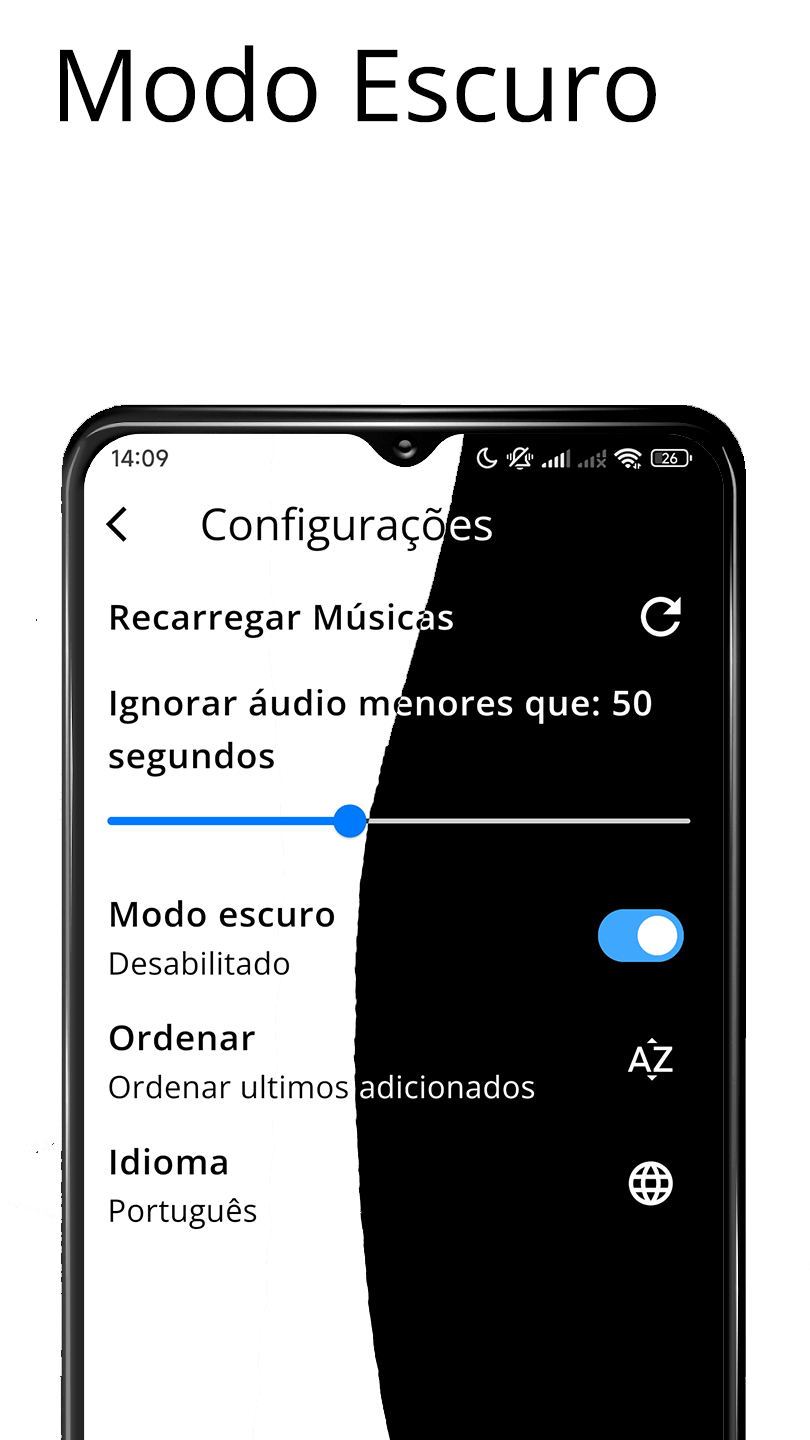 Modo Escuro
14:09
26
Configurações
Recarregar Músicas
Ignorar áudio menores que: 50
segundos
Modo escuro
Desabilitado
Ordenar
AZ
Ordenar ultimos adicionados
Idioma
Português